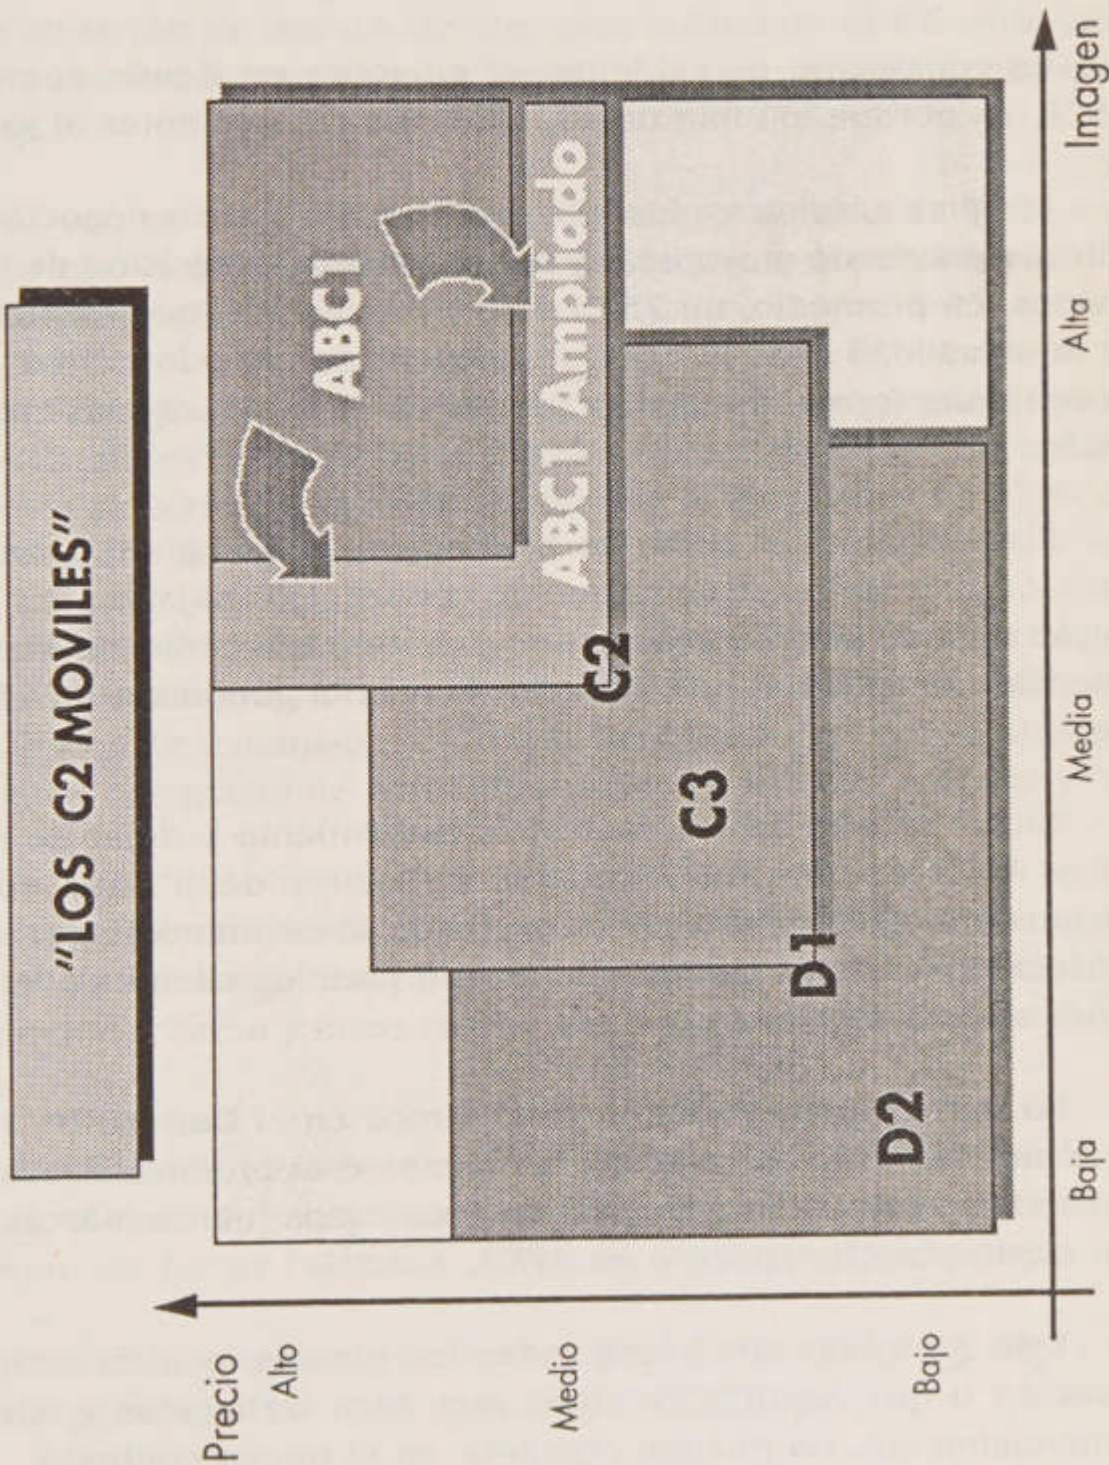 "LOS C2 MOVILES"
Precio
Alto
Medio
Bajo
ABC1
ABC1 Ampliado
C2
C3
D1
D2
Baja
Media
Alta
Imagen